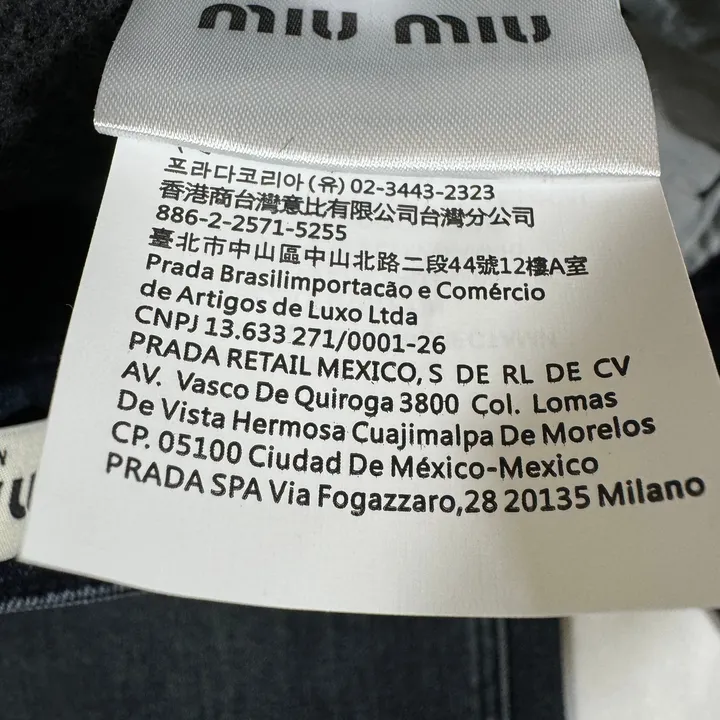 miu miu
프라다코리아(유) 02-3443-2323
香港商台灣意比有限公司台灣分公司
886-2-2571-5255
臺北市中山區中山北路二段44號12樓A室
Prada Brasilimportacão e Comércio
de Artigos de Luxo Ltda
CNPJ 13.633 271/0001-26
PRADA RETAIL MEXICO, S DE RL DE CV
AV. Vasco De Quiroga 3800 Col. Lomas
De Vista Hermosa Cuajimalpa De Morelos
CP. 05100 Ciudad De México-Mexico
PRADA SPA Via Fogazzaro,28 20135 Milano